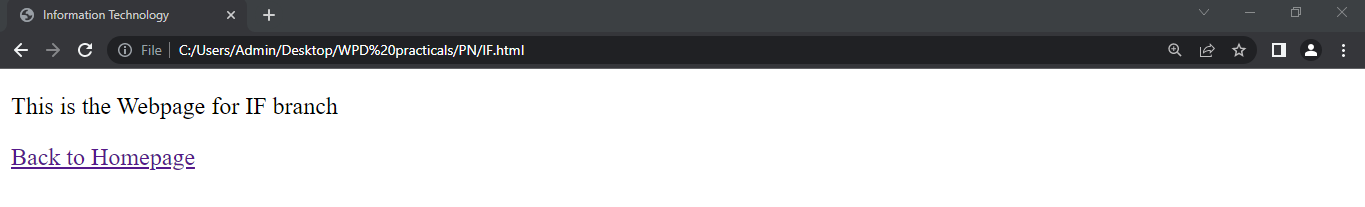 Information Technology
File C:/Users/Admin/Desktop/WPD%20practicals/PN/IF.html
This is the Webpage for IF branch
Back to Homepage